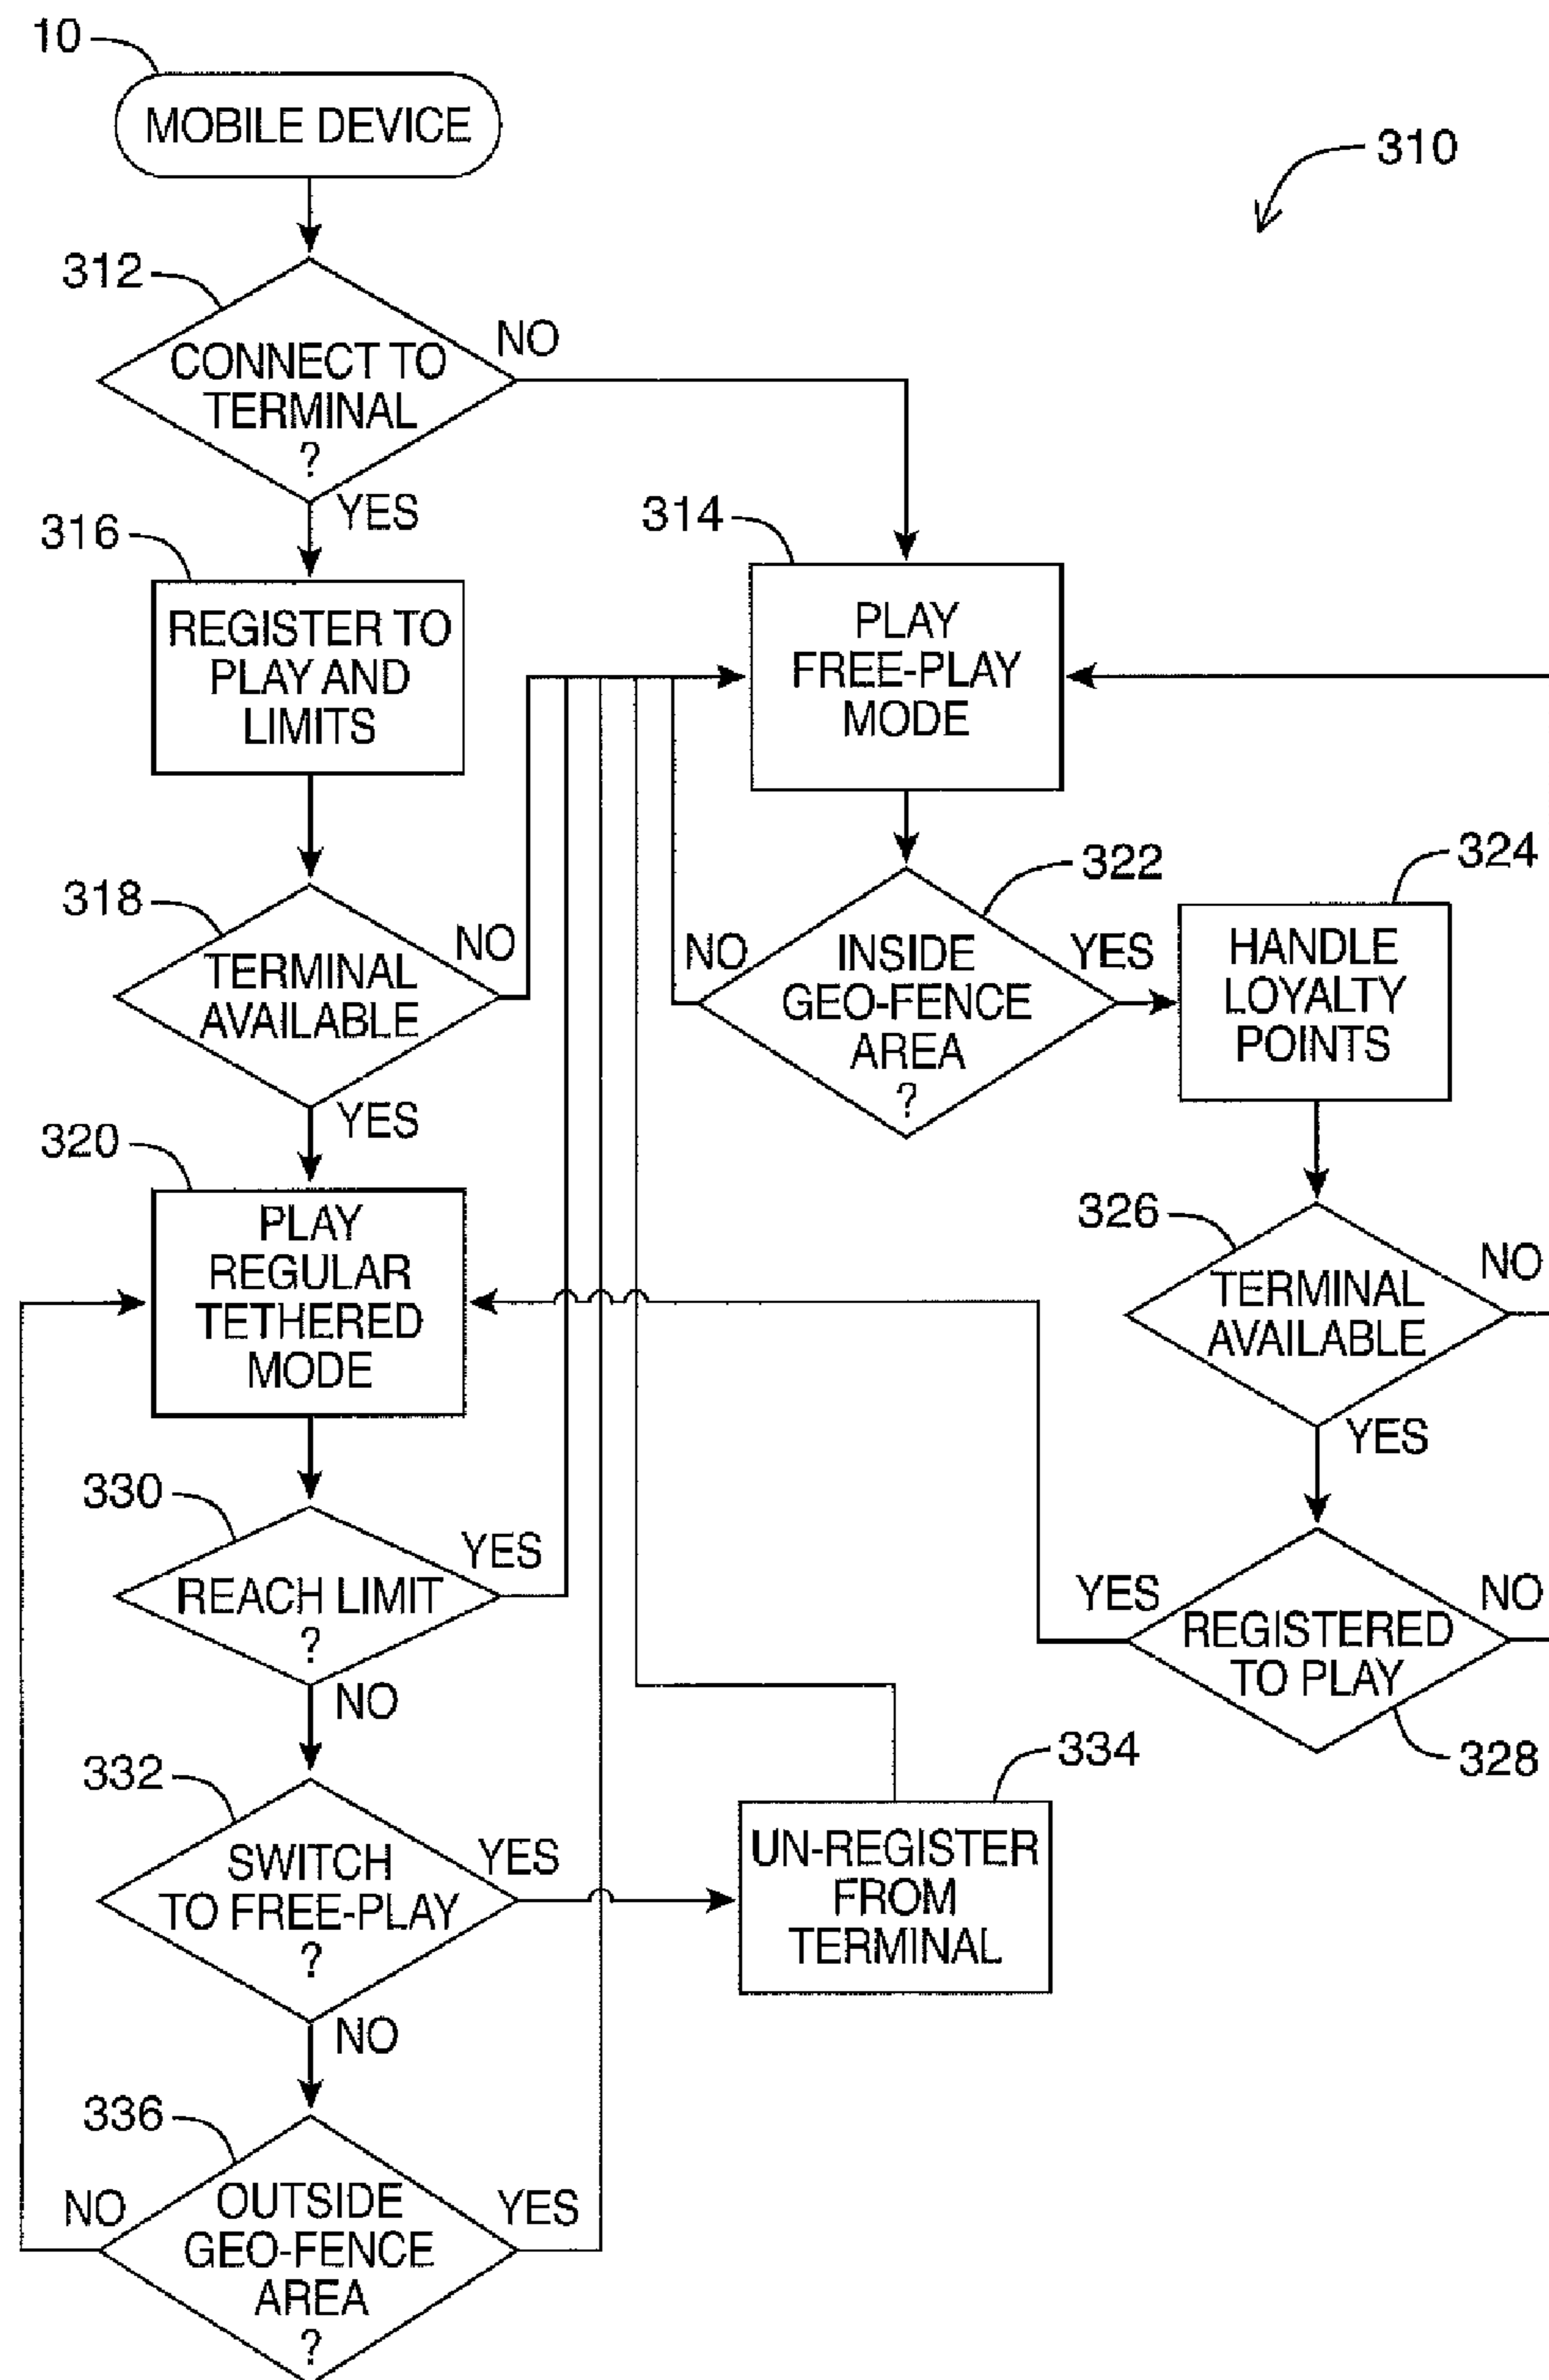 10
MOBILE DEVICE
310
312
CONNECT TO
TERMINAL
?
NO
YES
316
REGISTER TO
PLAY AND
LIMITS
314
PLAY
FREE-PLAY
MODE
318
TERMINAL
AVAILABLE
NO
YES
322
INSIDE
GEO-FENCE
AREA
?
NO
YES
324
HANDLE
LOYALTY
POINTS
320
PLAY
REGULAR
TETHERED
MODE
326
TERMINAL
AVAILABLE
NO
YES
330
REACH LIMIT
?
YES
NO
328
REGISTERED
TO PLAY
YES
NO
332
SWITCH
TO FREE-PLAY
?
YES
NO
334
UN-REGISTER
FROM
TERMINAL
336
OUTSIDE
GEO-FENCE
AREA
?
NO
YES